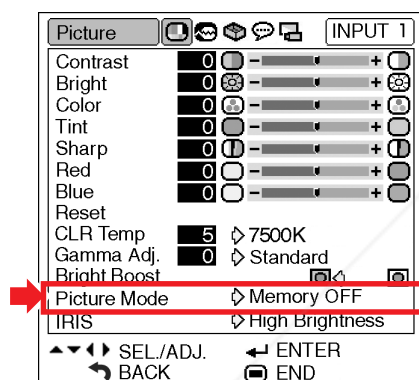 Picture INPUT 1
Contrast 0 - +
Bright 0 - +
Color 0 - +
Tint 0 - +
Sharp 0 - +
Red 0 - +
Blue 0 - +
Reset
CLR Temp 5 7500K
Gamma Adj. 0 Standard
Bright Boost
Picture Mode Memory OFF
IRIS High Brightness
SEL./ADJ. ENTER
BACK END